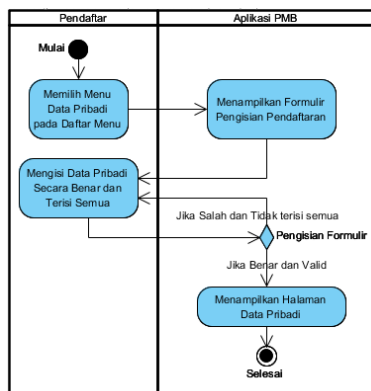 Pendaftar
Aplikasi PMB
Mulai
Memilih Menu
Data Pribadi
pada Daftar Menu
Menampilkan Formulir
Pengisian Pendaftaran
Mengisi Data Pribadi
Secara Benar dan
Terisi Semua
Jika Salah dan Tidak terisi semua
Pengisian Formulir
Jika Benar dan Valid
Menampilkan Halaman
Data Pribadi
Selesai